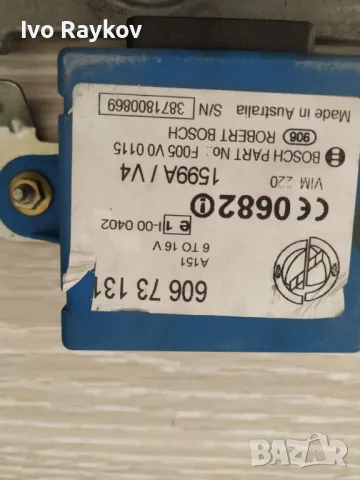 Ivo Raykov
606 73 131
A151
6 TO 16 V
e1 I-00 0402
CE 0682
VIM 220
1599A / V4
BOSCH PART No.: F005 V0 0115
906 ROBERT BOSCH
Made in Australia S/N 3871800869
BAZAR.bg